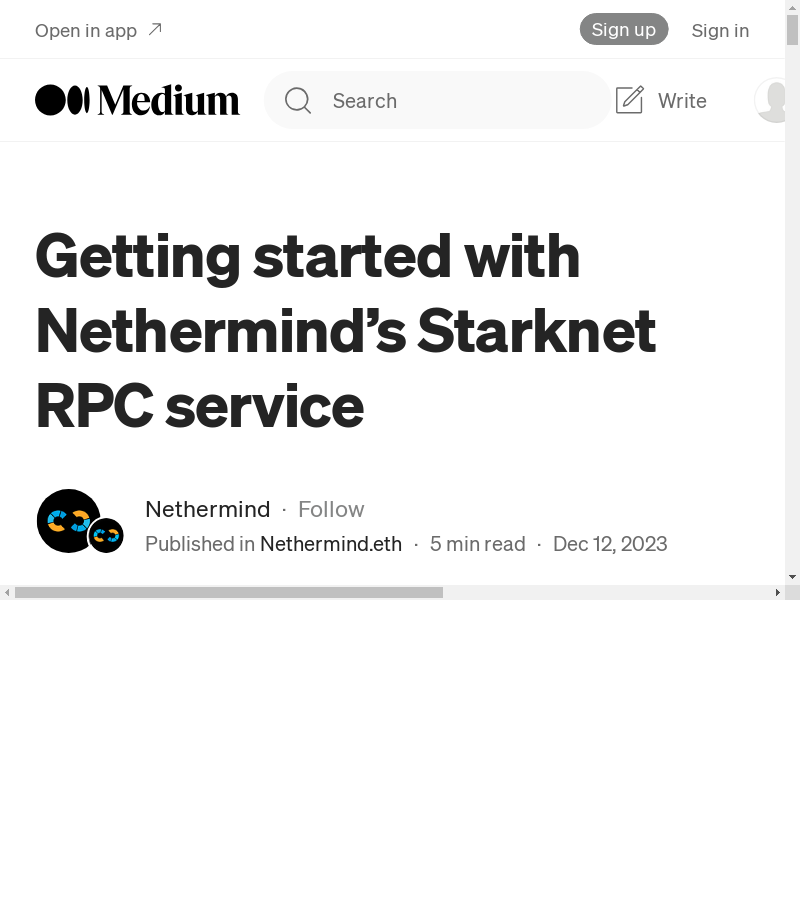 Open in app
Sign up
Sign in
Medium
Search
Write
Getting started with
Nethermind’s Starknet
RPC service
Nethermind · Follow
Published in Nethermind.eth · 5 min read · Dec 12, 2023